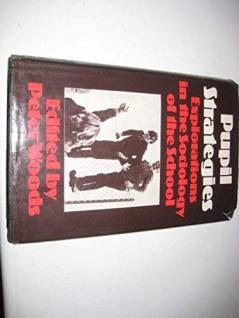 Pupil
Strategies
Explorations
in the Sociology
of the School
Edited by
Peter Woods